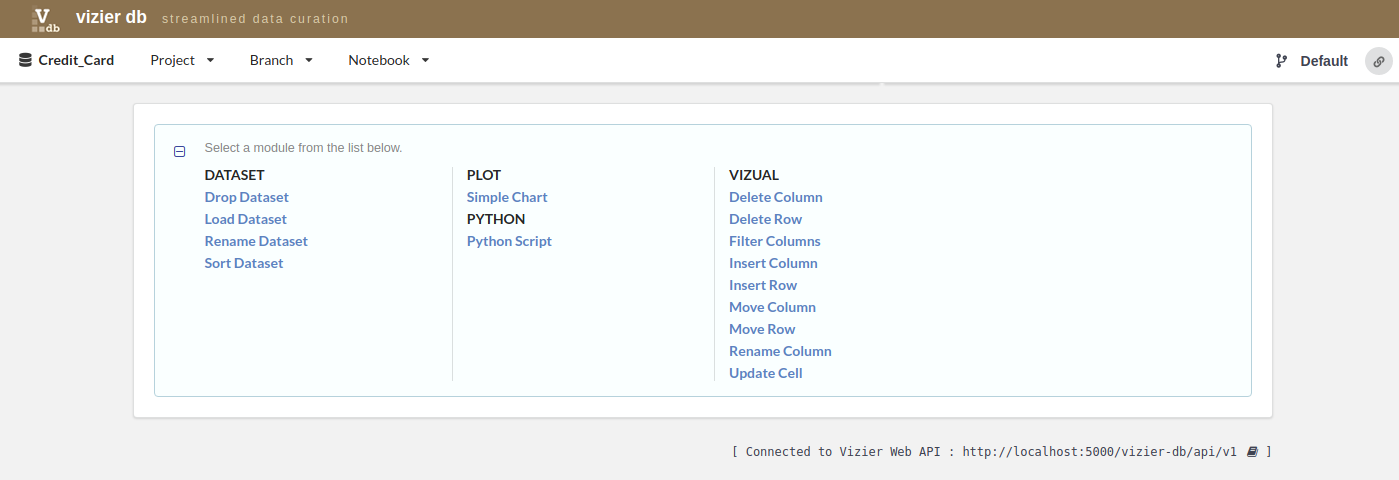 V db vizier db streamlined data curation
Credit_Card Project Branch Notebook Default
Select a module from the list below.
DATASET
Drop Dataset
Load Dataset
Rename Dataset
Sort Dataset
PLOT
Simple Chart
PYTHON
Python Script
VIZUAL
Delete Column
Delete Row
Filter Columns
Insert Column
Insert Row
Move Column
Move Row
Rename Column
Update Cell
[ Connected to Vizier Web API : http://localhost:5000/vizier-db/api/v1 ]